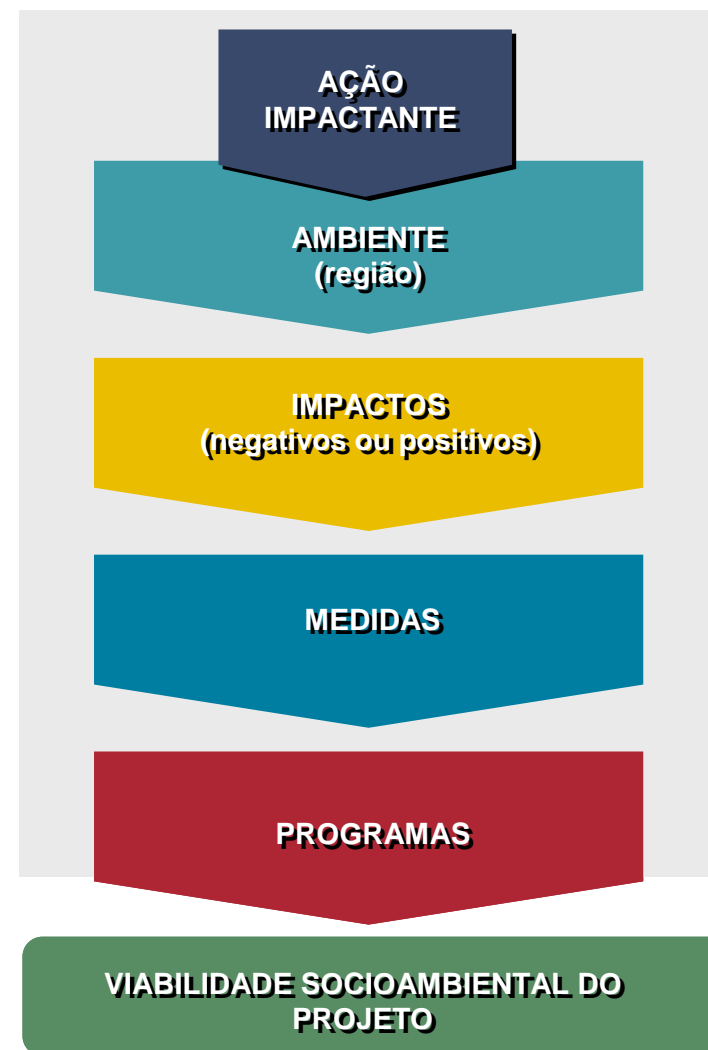 AÇÃO
IMPACTANTE
AMBIENTE
(região)
IMPACTOS
(negativos ou positivos)
MEDIDAS
PROGRAMAS
VIABILIDADE SOCIOAMBIENTAL DO
PROJETO